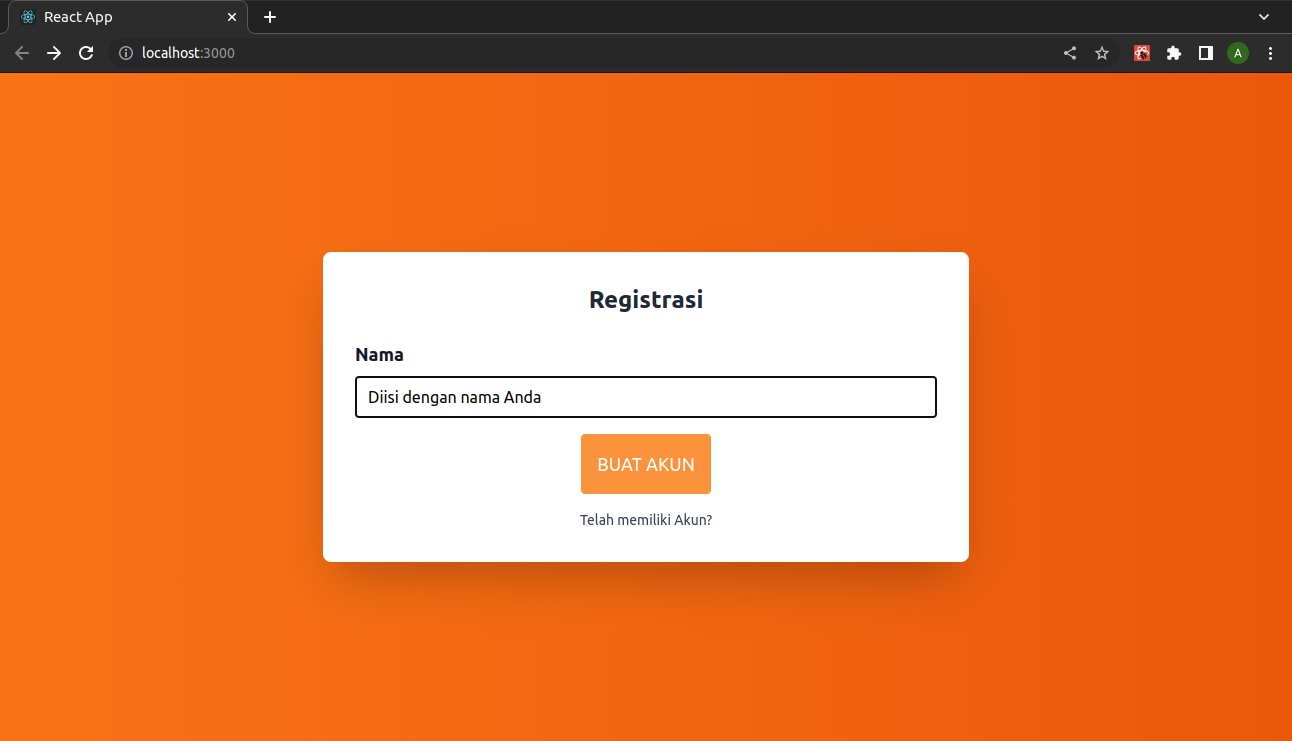 React App
localhost:3000
A
Registrasi
Nama
Diisi dengan nama Anda
BUAT AKUN
Telah memiliki Akun?